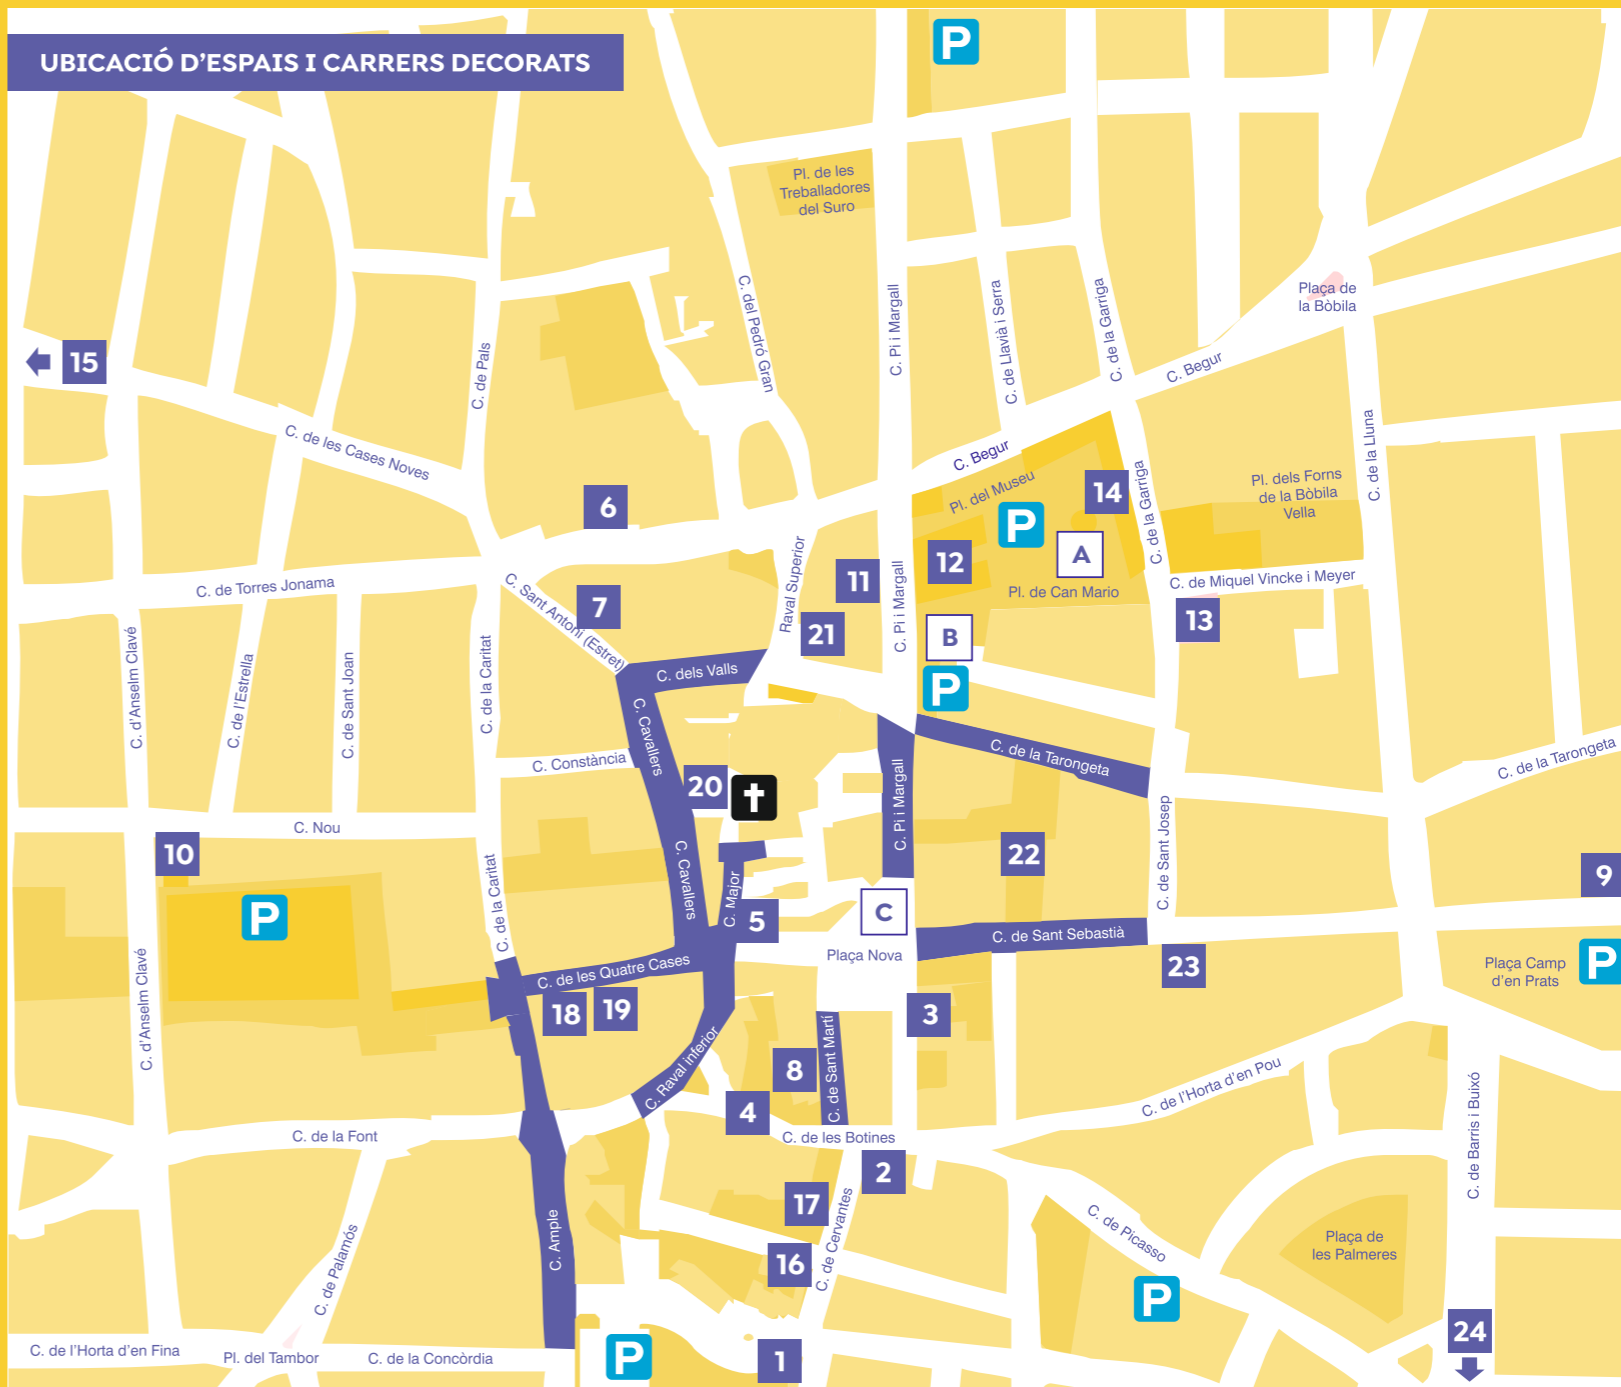 UBICACIÓ D'ESPAIS I CARRERS DECORATS
P
Pl. de les
Treballadores
del Suro
C. del Pedró Gran
C. Pi i Margall
C. de Llavià i Serra
C. de la Garriga
Plaça de
la Bòbila
15
C. de Pals
C. Begur
C. de les Cases Noves
C. Begur
C. de la Lluna
6
Pl. del Museu
14
C. de la Garriga
Pl. dels Forns
de la Bòbila
Vella
P
A
12
11
C. de Torres Jonama
C. Sant Antoni (Estret)
7
Raval Superior
C. Pi i Margall
Pl. de Can Mario
C. de Miquel Vincke i Meyer
13
21
B
P
C. d'Anselm Clavé
C. de l'Estrella
C. de Sant Joan
C. de la Caritat
C. dels Valls
C. Cavallers
C. Constància
C. de la Tarongeta
C. de la Tarongeta
20
C. Pi i Margall
C. Nou
10
C. Cavallers
C. Major
22
C. de Sant Josep
9
P
C. de la Caritat
5
C
C. de Sant Sebastià
Plaça Nova
23
Plaça Camp
d'en Prats
P
C. d'Anselm Clavé
C. de les Quatre Cases
18
19
3
C. Raval inferior
8
C. de Sant Martí
4
C. de l'Horta d'en Pou
C. de Barris i Buixó
C. de la Font
C. de les Botines
2
17
C. de Cervantes
C. Ample
C. de Picasso
Plaça de
les Palmeres
16
C. de Palamós
P
24
C. de l'Horta d'en Fina
Pl. del Tambor
C. de la Concòrdia
P
1